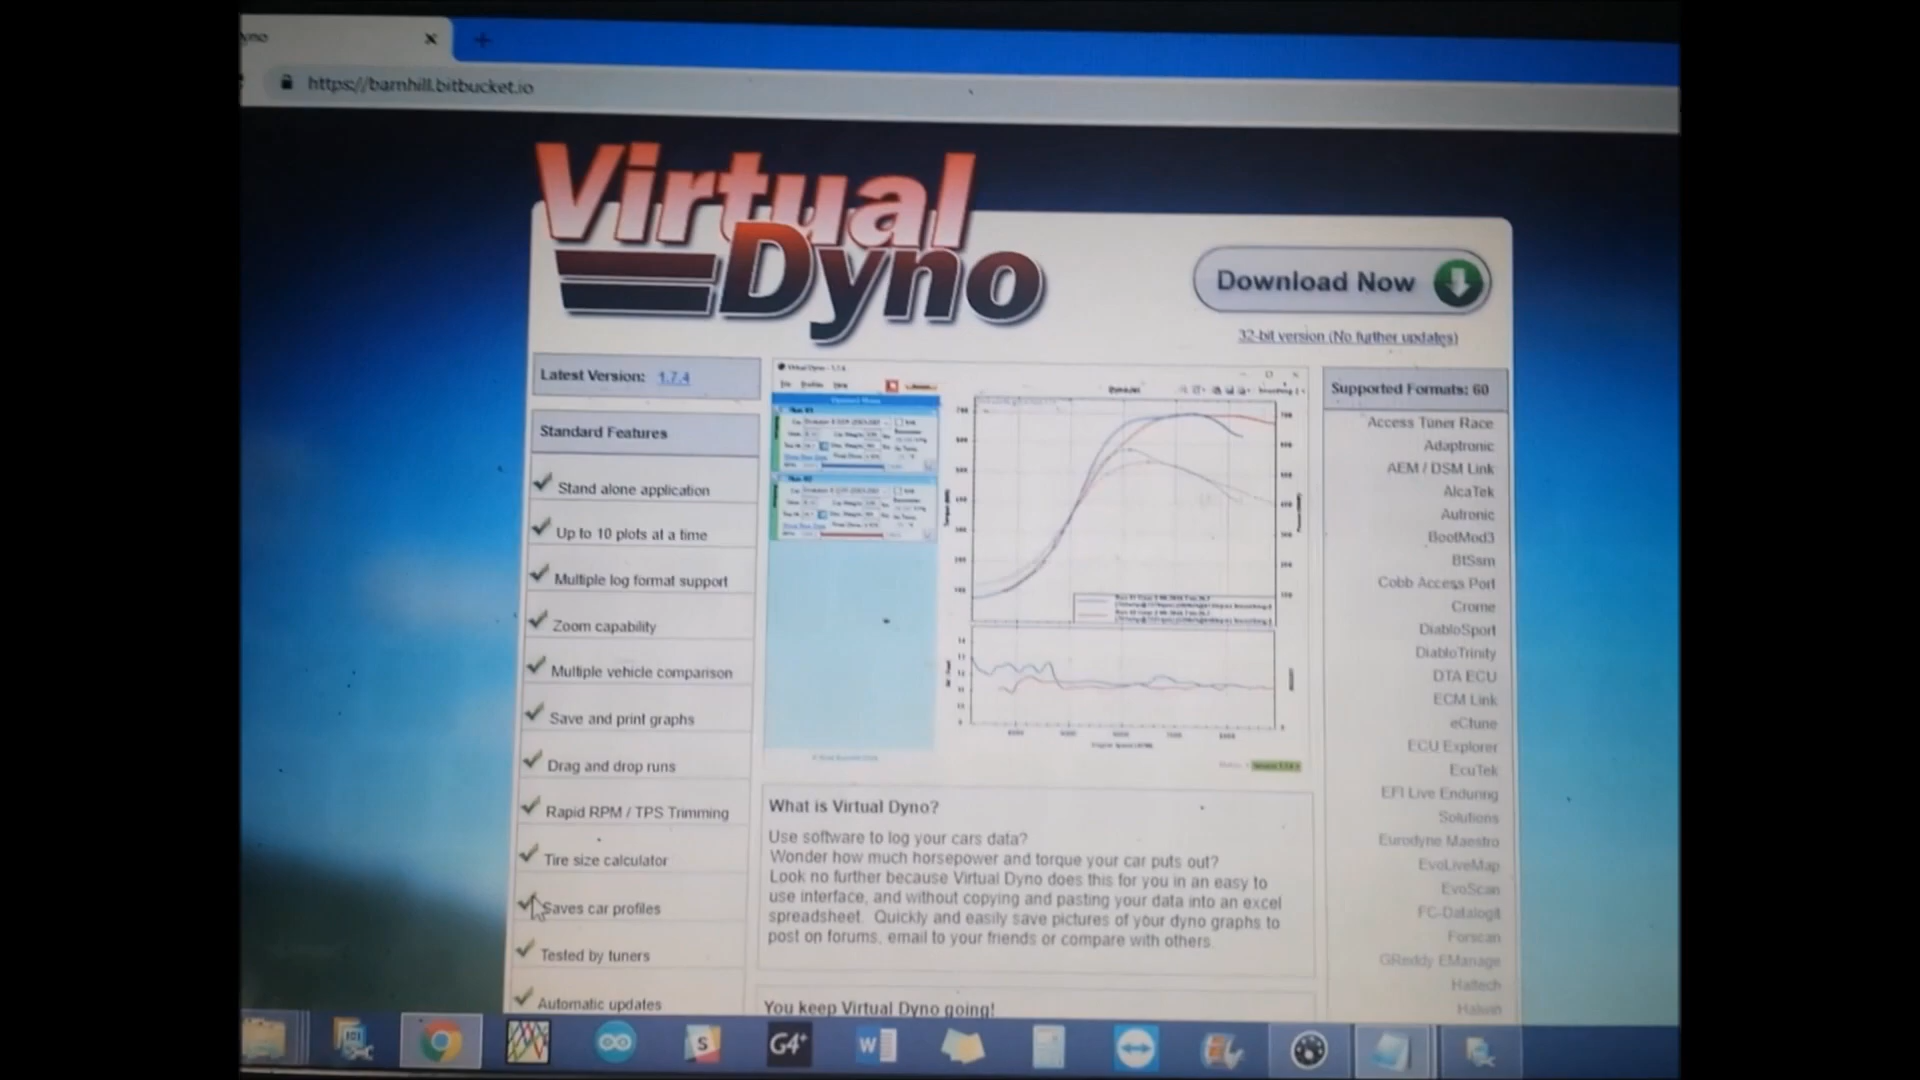 yno
https://barnhill.bitbucket.io
Virtual
Dyno
Download Now
32-bit version (No further updates)
Latest Version: 1.7.4
Standard Features
Stand alone application
Up to 10 plots at a time
Multiple log format support
Zoom capability
Multiple vehicle comparison
Save and print graphs
Drag and drop runs
Rapid RPM / TPS Trimming
Tire size calculator
Saves car profiles
Tested by tuners
Automatic updates
What is Virtual Dyno?
Use software to log your cars data?
Wonder how much horsepower and torque your car puts out?
Look no further because Virtual Dyno does this for you in an easy to
use interface, and without copying and pasting your data into an excel
spreadsheet. Quickly and easily save pictures of your dyno graphs to
post on forums, email to your friends or compare with others
You keep Virtual Dyno going!
Supported Formats: 60
Access Tuner Race
Adaptronic
AEM / DSM Link
AlcaTek
Autronic
BootMod3
BtSsm
Cobb Access Port
Crome
DiabloSport
DiabloTrinity
DTA ECU
ECM Link
eCtune
ECU Explorer
EcuTek
EFI Live Enduring
Solutions
Eurodyne Maestro
EvoLiveMap
EvoScan
FC-Datalogit
Forscan
GReddy EManage
Haltech
S
G4+
W